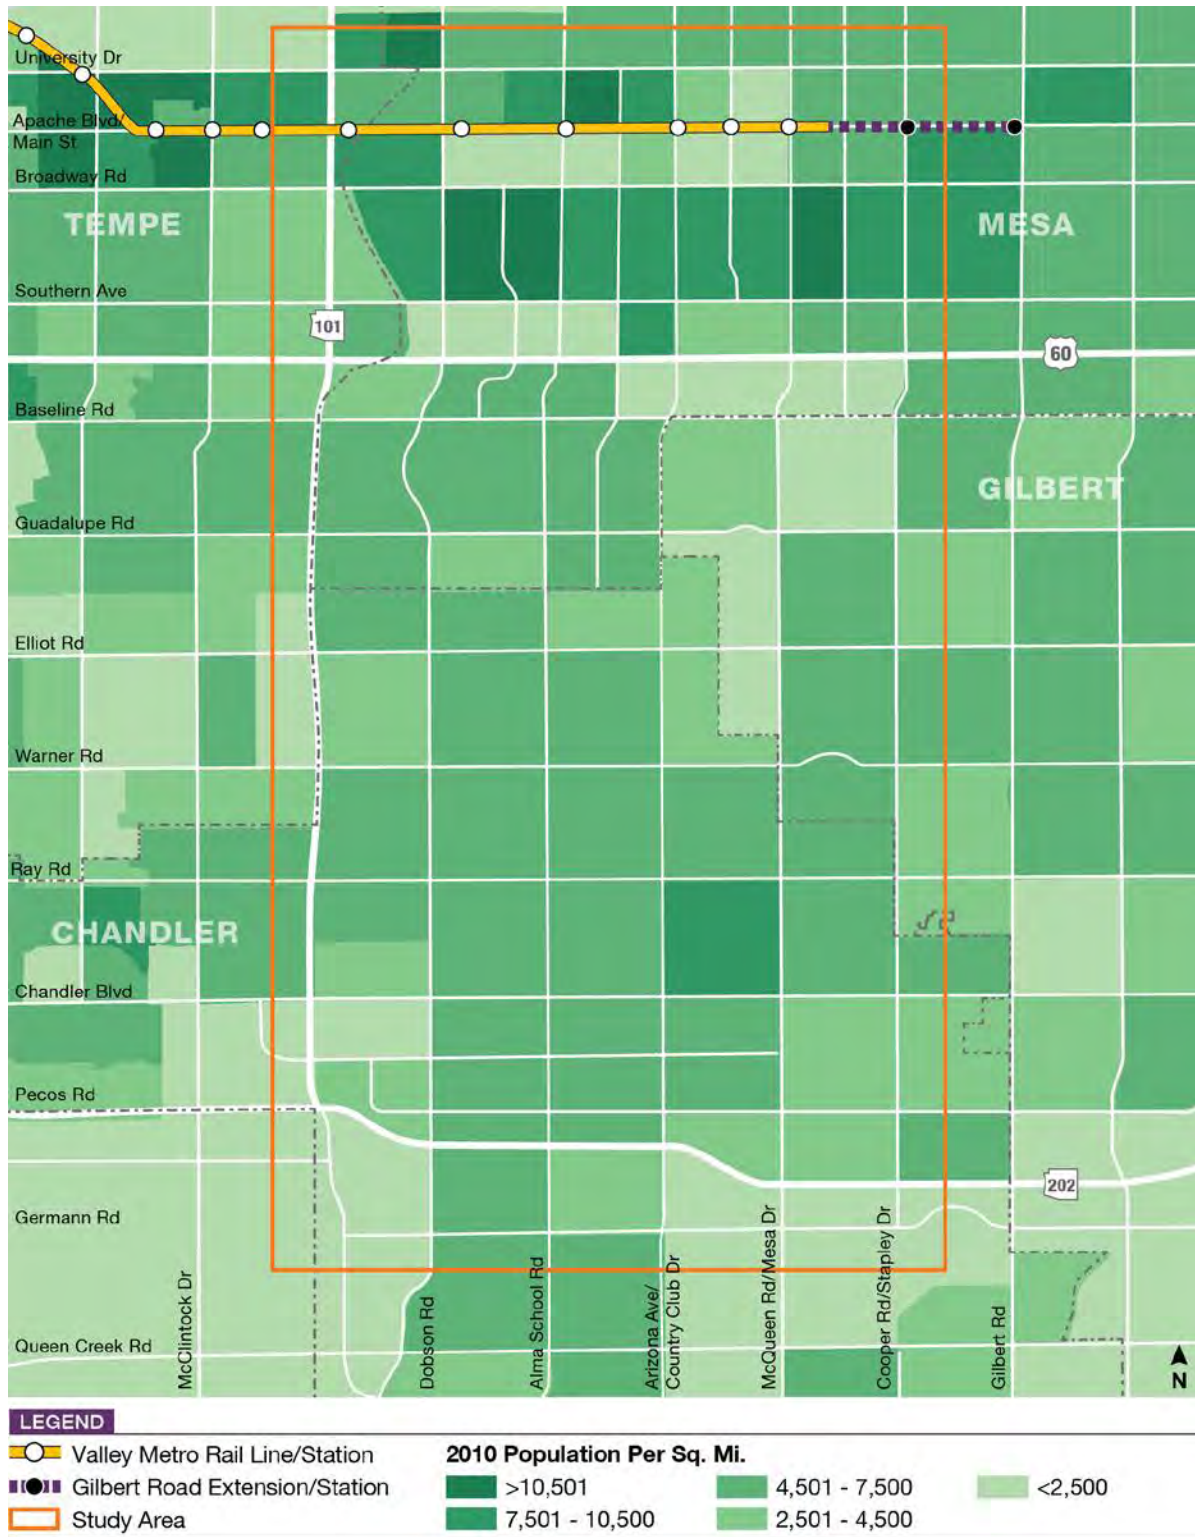 University Dr
Apache Blvd/
Main St
Broadway Rd
TEMPE
MESA
Southern Ave
101
60
Baseline Rd
GILBERT
Guadalupe Rd
Elliot Rd
Warner Rd
Ray Rd
CHANDLER
Chandler Blvd
Pecos Rd
202
Germann Rd
Queen Creek Rd
McClintock Dr
Dobson Rd
Alma School Rd
Arizona Ave/
Country Club Dr
McQueen Rd/Mesa Dr
Cooper Rd/Stapley Dr
Gilbert Rd
N
LEGEND
Valley Metro Rail Line/Station
Gilbert Road Extension/Station
Study Area
2010 Population Per Sq. Mi.
>10,501
7,501 - 10,500
4,501 - 7,500
2,501 - 4,500
<2,500